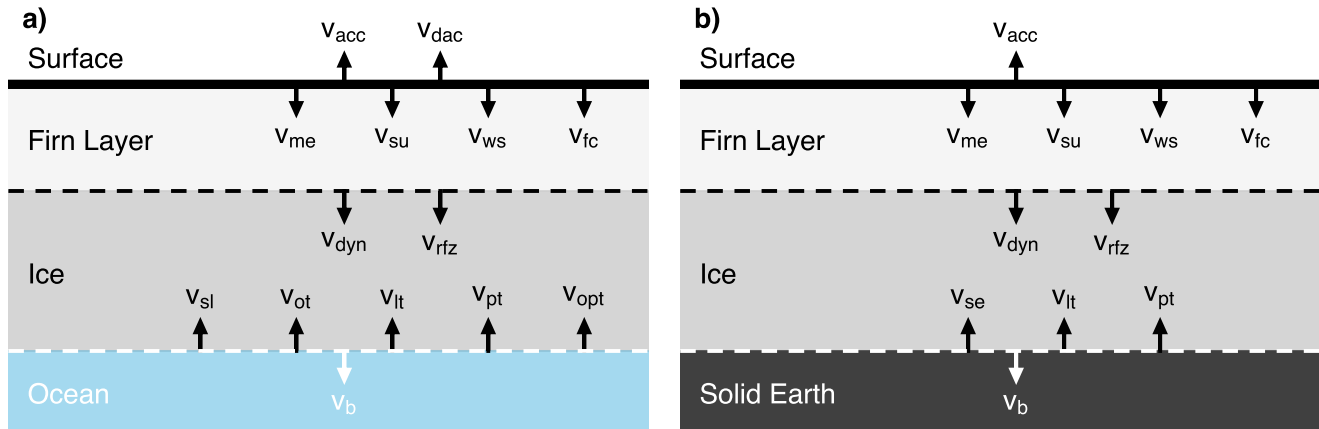 a)
v_acc v_dac
Surface
v_me v_su v_ws v_fc
Firn Layer
v_dyn v_rfz
Ice
v_sl v_ot v_lt v_pt v_opt
Ocean
v_b
b)
v_acc
Surface
v_me v_su v_ws v_fc
Firn Layer
v_dyn v_rfz
Ice
v_se v_lt v_pt
Solid Earth
v_b